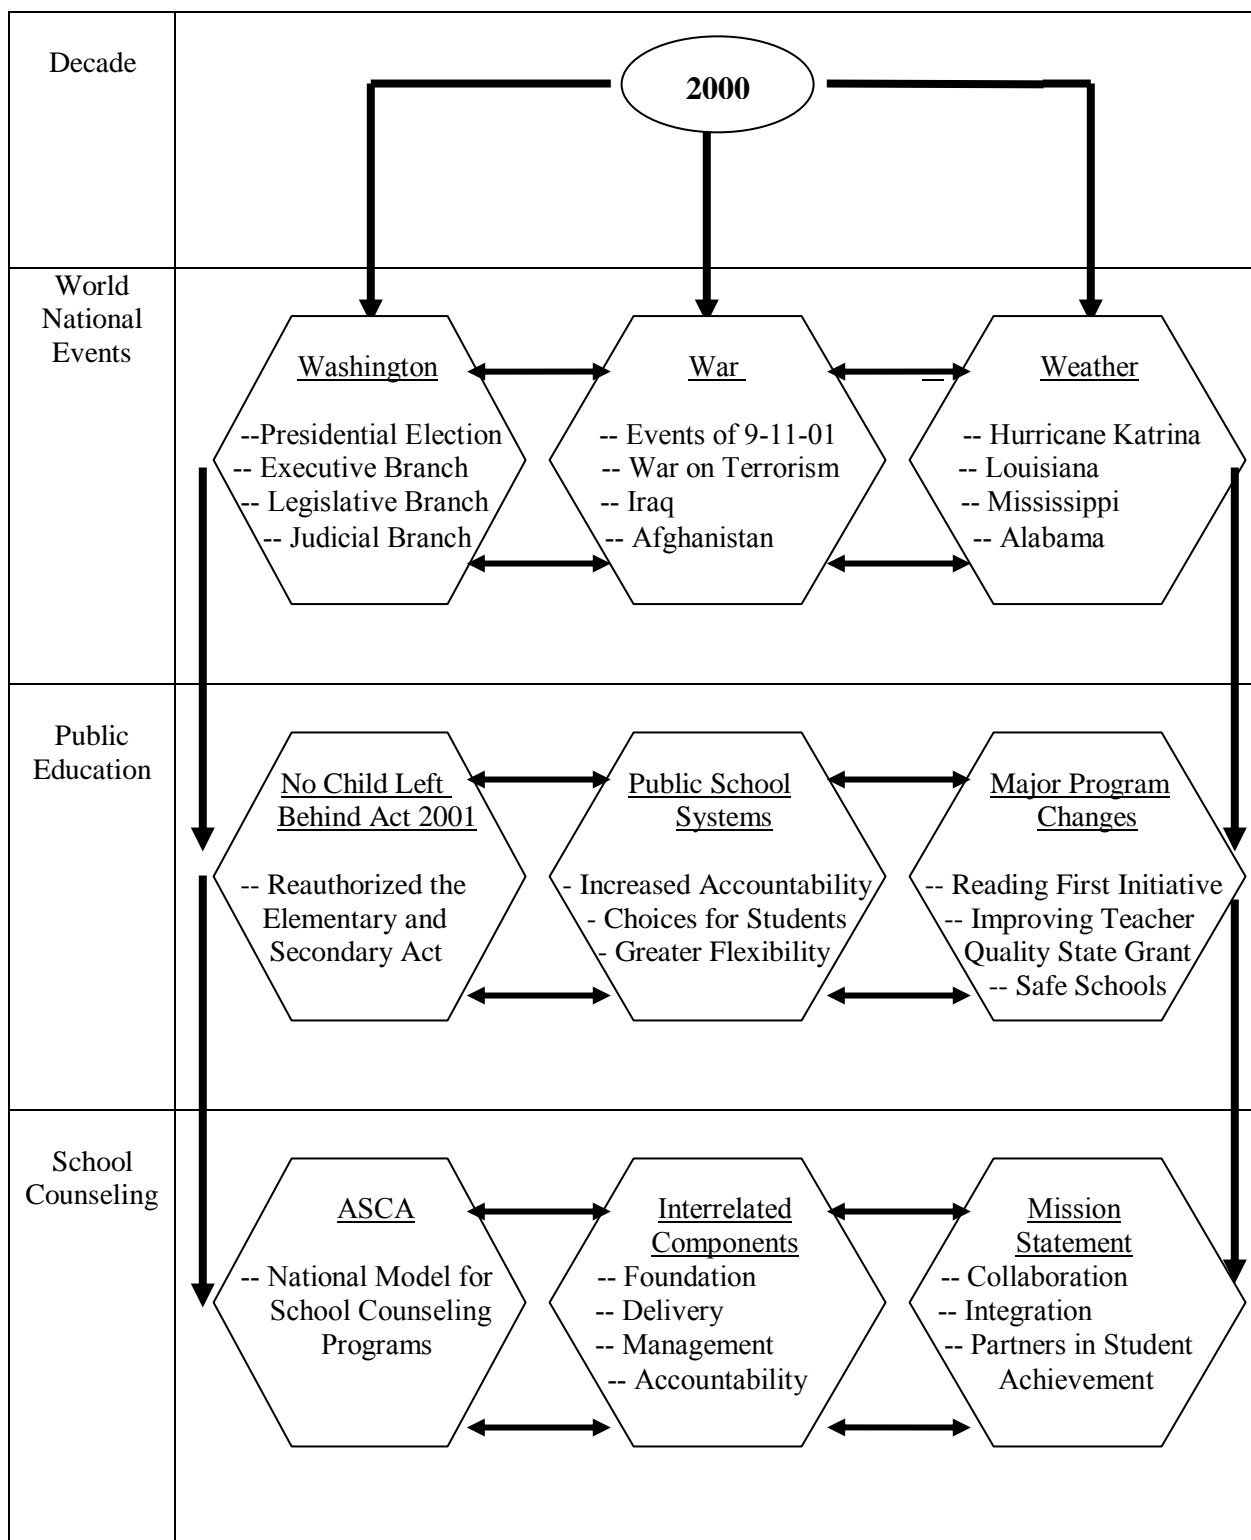 Decade
2000
World
National
Events
Washington
--Presidential Election
-- Executive Branch
-- Legislative Branch
-- Judicial Branch
War
-- Events of 9-11-01
-- War on Terrorism
-- Iraq
-- Afghanistan
Weather
-- Hurricane Katrina
-- Louisiana
-- Mississippi
-- Alabama
Public
Education
No Child Left
Behind Act 2001
-- Reauthorized the
Elementary and
Secondary Act
Public School
Systems
- Increased Accountability
- Choices for Students
- Greater Flexibility
Major Program
Changes
-- Reading First Initiative
-- Improving Teacher
Quality State Grant
-- Safe Schools
School
Counseling
ASCA
-- National Model for
School Counseling
Programs
Interrelated
Components
-- Foundation
-- Delivery
-- Management
-- Accountability
Mission
Statement
-- Collaboration
-- Integration
-- Partners in Student
Achievement